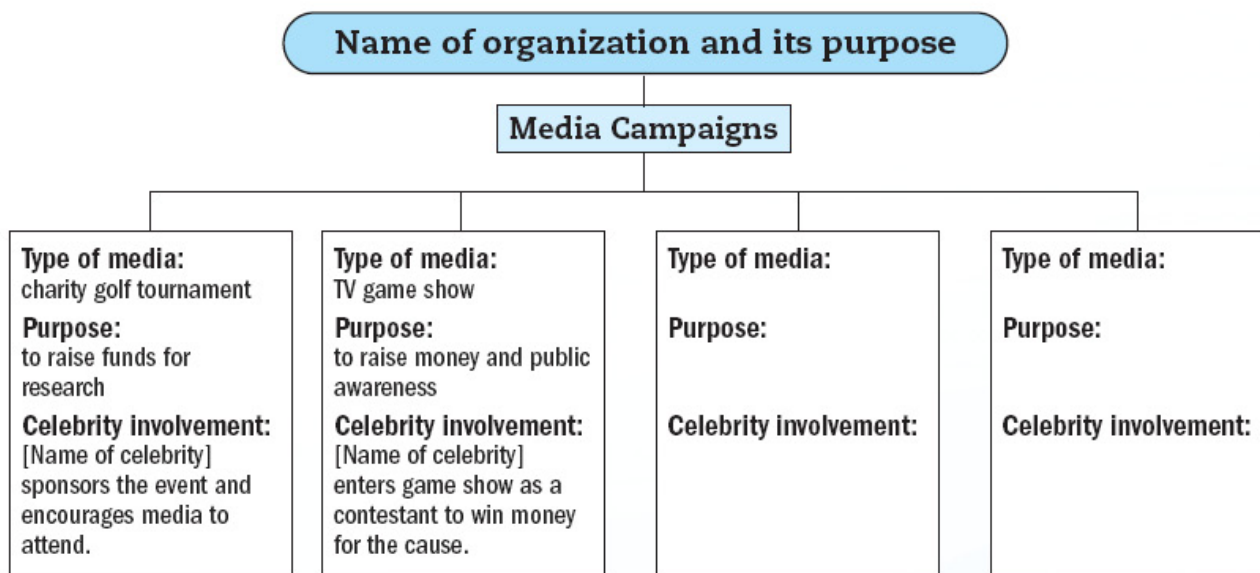 Name of organization and its purpose
Media Campaigns
Type of media:
charity golf tournament
Purpose:
to raise funds for
research
Celebrity involvement:
[Name of celebrity]
sponsors the event and
encourages media to
attend.
Type of media:
TV game show
Purpose:
to raise money and public
awareness
Celebrity involvement:
[Name of celebrity]
enters game show as a
contestant to win money
for the cause.
Type of media:
Purpose:
Celebrity involvement:
Type of media:
Purpose:
Celebrity involvement: